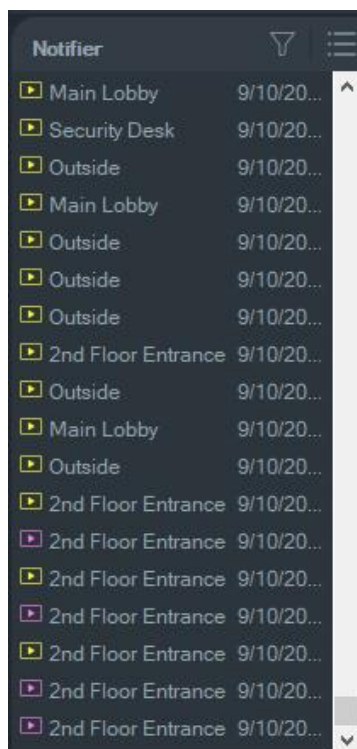 Notifier
Main Lobby 9/10/20...
Security Desk 9/10/20...
Outside 9/10/20...
Main Lobby 9/10/20...
Outside 9/10/20...
Outside 9/10/20...
Outside 9/10/20...
2nd Floor Entrance 9/10/20...
Outside 9/10/20...
Main Lobby 9/10/20...
Outside 9/10/20...
2nd Floor Entrance 9/10/20...
2nd Floor Entrance 9/10/20...
2nd Floor Entrance 9/10/20...
2nd Floor Entrance 9/10/20...
2nd Floor Entrance 9/10/20...
2nd Floor Entrance 9/10/20...
2nd Floor Entrance 9/10/20...